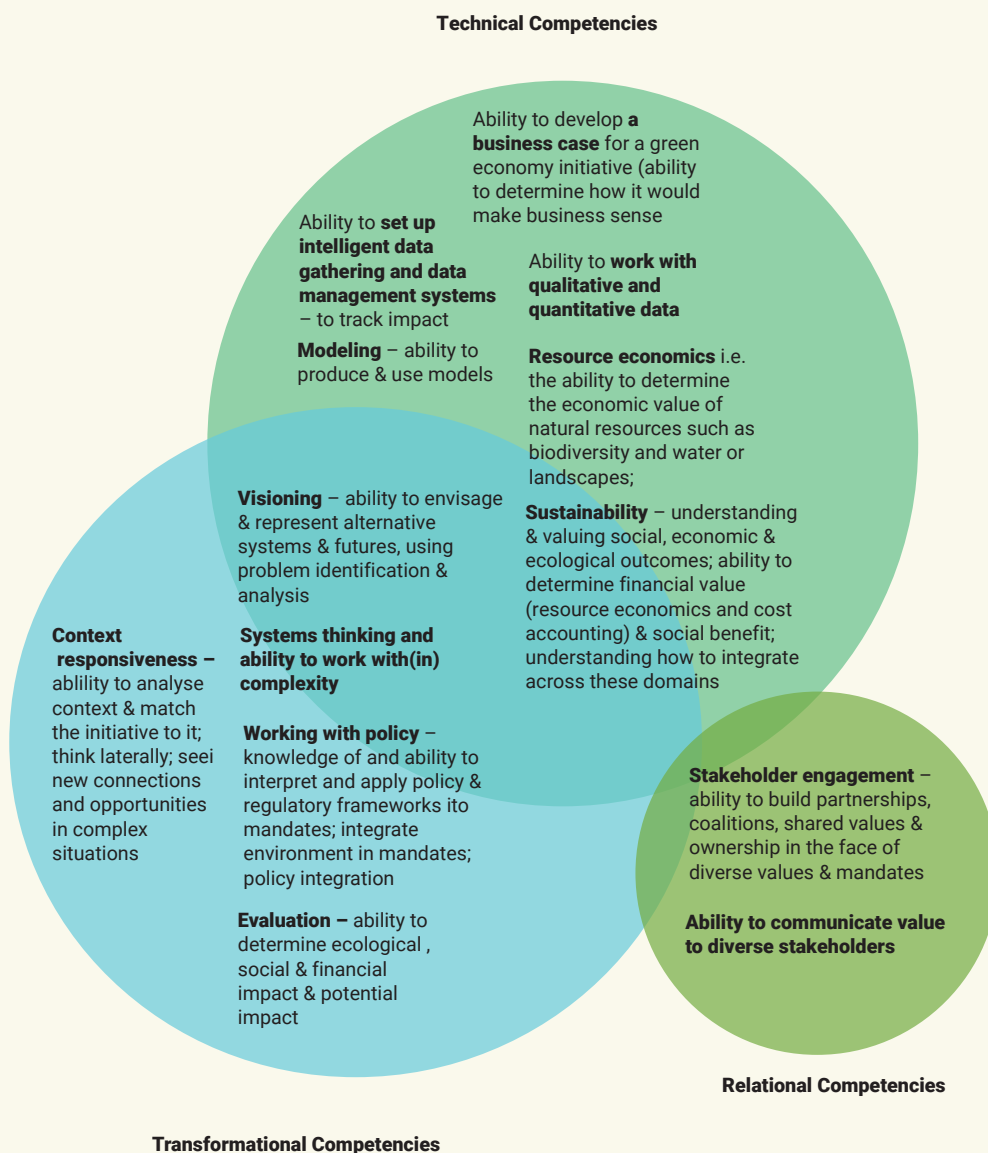 Technical Competencies
Ability to develop a
business case for a green
economy initiative (ability
to determine how it would
make business sense
Ability to set up
intelligent data
gathering and data
management systems
– to track impact
Ability to work with
qualitative and
quantitative data
Modeling – ability to
produce & use models
Resource economics i.e.
the ability to determine
the economic value of
natural resources such as
biodiversity and water or
landscapes;
Visioning – ability to envisage
& represent alternative
systems & futures, using
problem identification &
analysis
Sustainability – understanding
& valuing social, economic &
ecological outcomes; ability to
determine financial value
(resource economics and cost
accounting) & social benefit;
understanding how to integrate
across these domains
Context
responsiveness –
ablility to analyse
context & match
the initiative to it;
think laterally; seei
new connections
and opportunities
in complex
situations
Systems thinking and
ability to work with(in)
complexity
Working with policy –
knowledge of and ability to
interpret and apply policy &
regulatory frameworks ito
mandates; integrate
environment in mandates;
policy integration
Evaluation – ability to
determine ecological ,
social & financial
impact & potential
impact
Stakeholder engagement –
ability to build partnerships,
coalitions, shared values &
ownership in the face of
diverse values & mandates
Ability to communicate value
to diverse stakeholders
Relational Competencies
Transformational Competencies